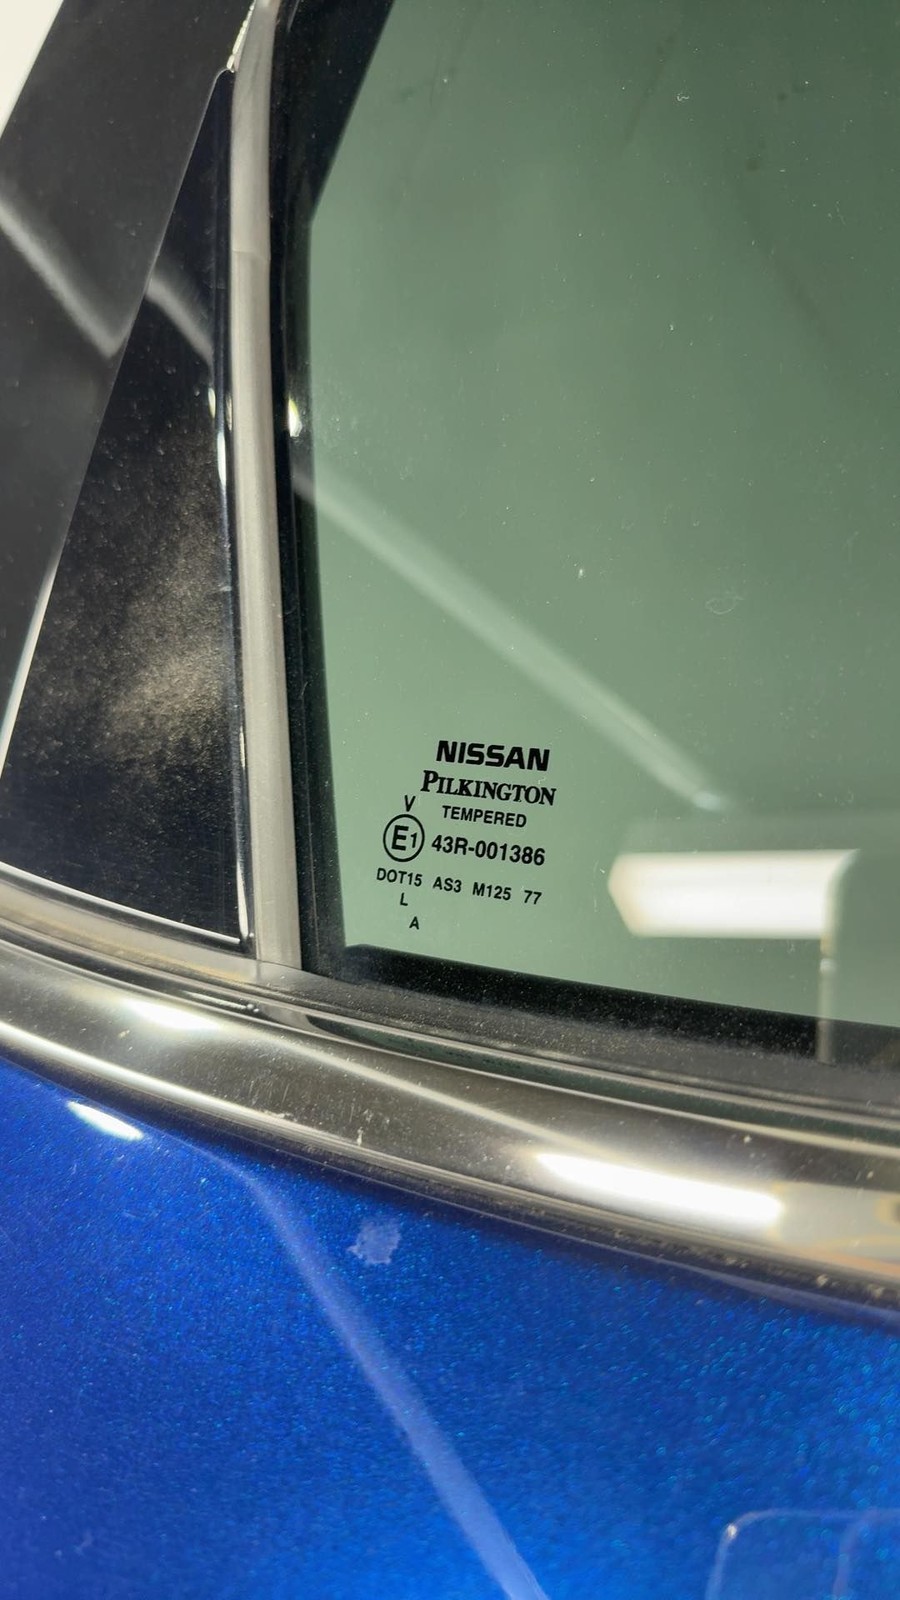 NISSAN
PILKINGTON
TEMPERED
V
E1 43R-001386
DOT15 AS3 M125 77
L
A